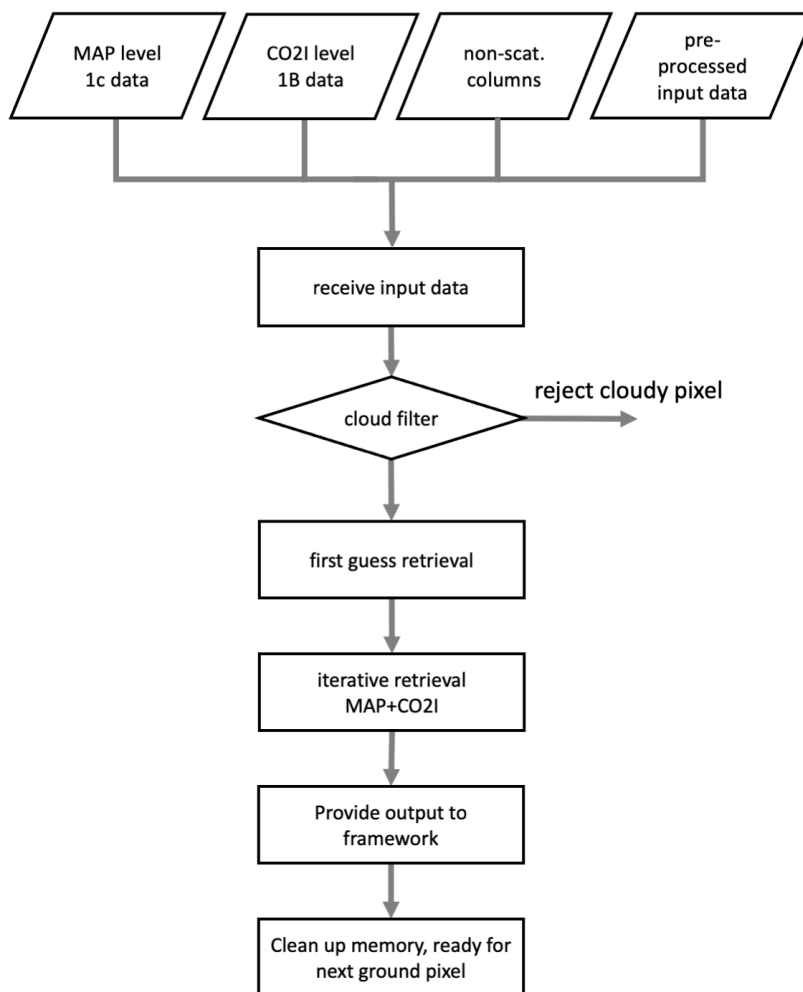 MAP level
1c data
CO2I level
1B data
non-scat.
columns
pre-
processed
input data
receive input data
reject cloudy pixel
cloud filter
first guess retrieval
iterative retrieval
MAP+CO2I
Provide output to
framework
Clean up memory, ready for
next ground pixel